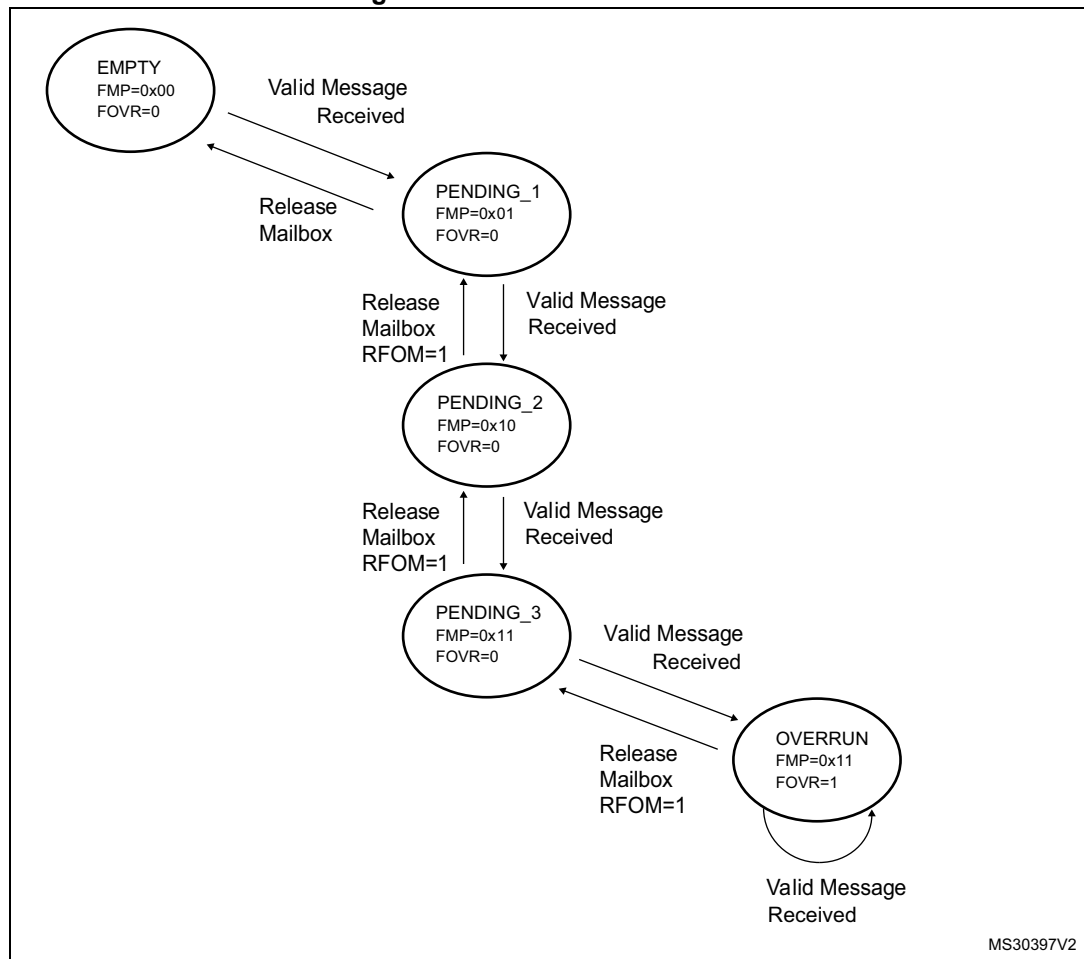 EMPTY
FMP=0x00
FOVR=0
Valid Message
Received
Release
Mailbox
PENDING_1
FMP=0x01
FOVR=0
Release
Mailbox
RFOM=1
Valid Message
Received
PENDING_2
FMP=0x10
FOVR=0
Release
Mailbox
RFOM=1
Valid Message
Received
PENDING_3
FMP=0x11
FOVR=0
Valid Message
Received
Release
Mailbox
RFOM=1
OVERRUN
FMP=0x11
FOVR=1
Valid Message
Received
MS30397V2